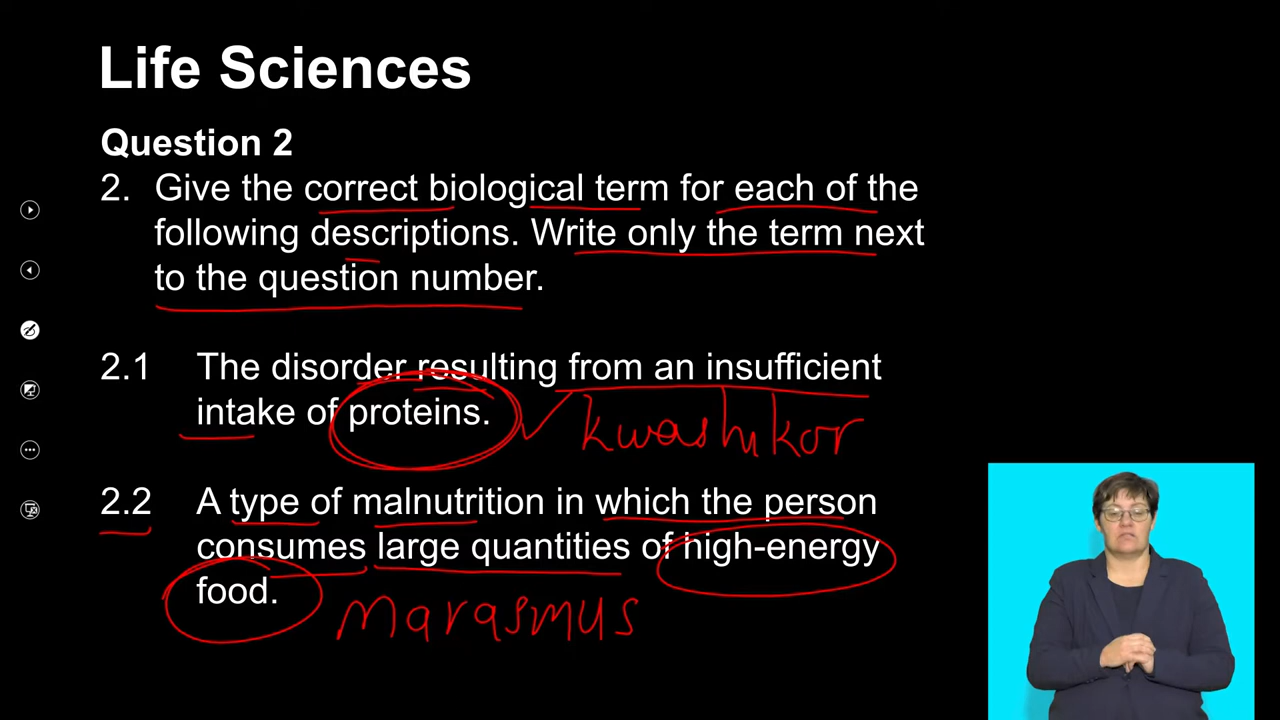 Life Sciences
Question 2
2. Give the correct biological term for each of the
following descriptions. Write only the term next
to the question number.
2.1 The disorder resulting from an insufficient
intake of proteins.
kwashikor
2.2 A type of malnutrition in which the person
consumes large quantities of high-energy
food.
marasmus